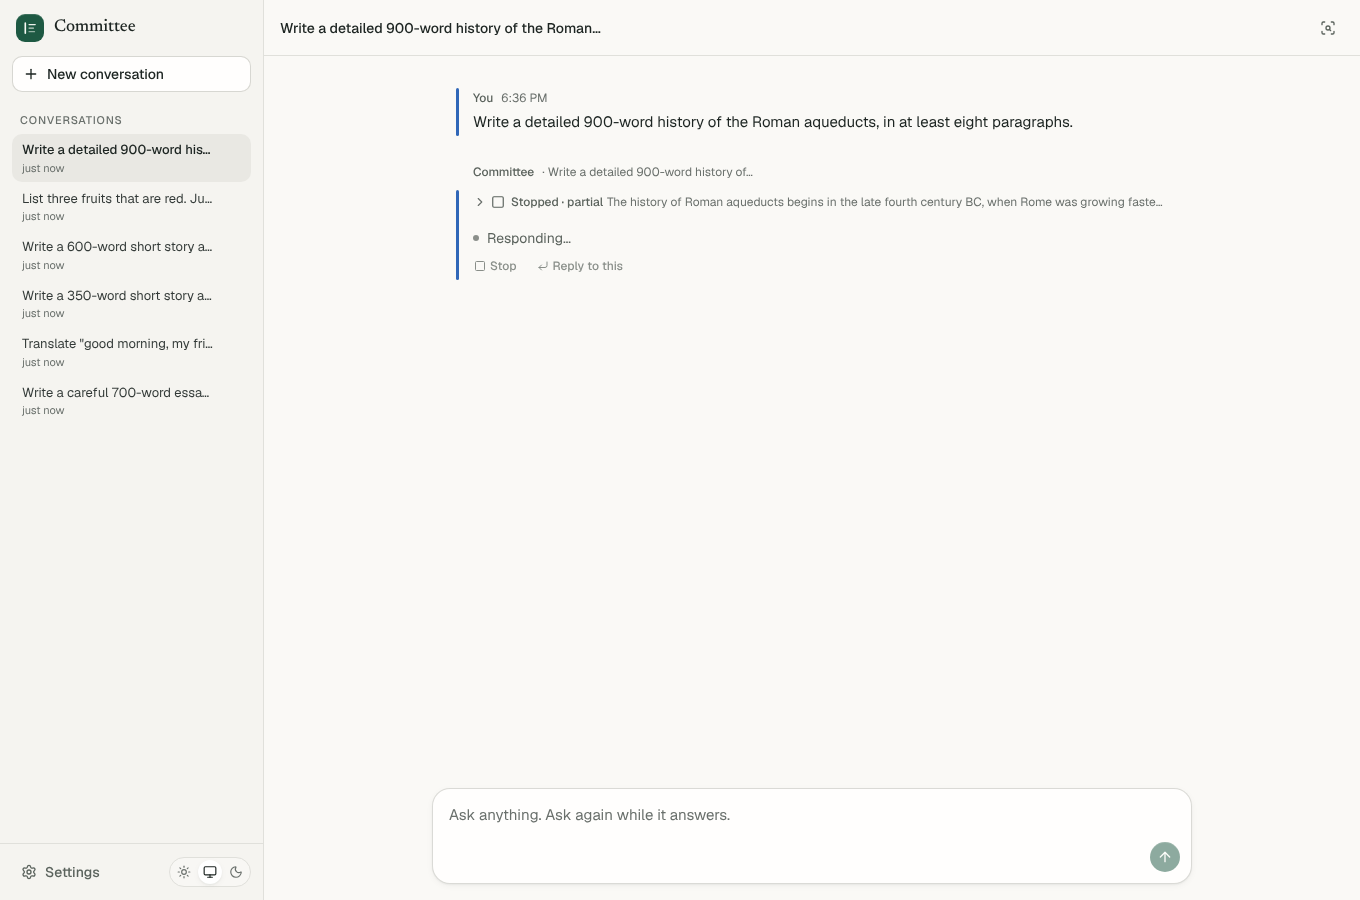 Committee
New conversation
CONVERSATIONS
Write a detailed 900-word his...
just now
List three fruits that are red. Ju...
just now
Write a 600-word short story a...
just now
Write a 350-word short story a...
just now
Translate "good morning, my fri...
just now
Write a careful 700-word essa...
just now
Settings
Write a detailed 900-word history of the Roman...
You 6:36 PM
Write a detailed 900-word history of the Roman aqueducts, in at least eight paragraphs.
Committee · Write a detailed 900-word history of...
Stopped · partial The history of Roman aqueducts begins in the late fourth century BC, when Rome was growing faste...
Responding...
Stop Reply to this
Ask anything. Ask again while it answers.